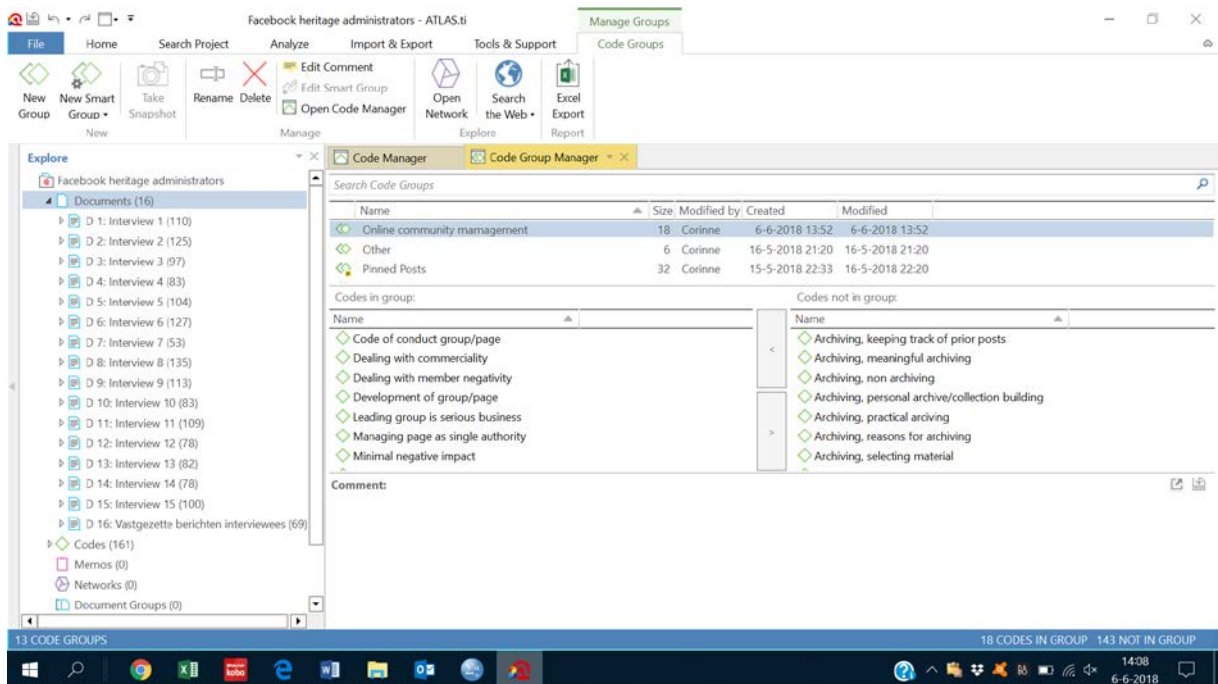 Facebook heritage administrators - ATLAS.ti
Manage Groups
File Home Search Project Analyze Import & Export Tools & Support Code Groups
New Group
New Smart Group
Take Snapshot
Rename
Delete
Edit Comment
Edit Smart Group
Open Code Manager
Open Network
Search the Web
Excel Export
New
Manage
Explore
Report
Explore
Facebook heritage administrators
Documents (16)
D 1: Interview 1 (110)
D 2: Interview 2 (125)
D 3: Interview 3 (97)
D 4: Interview 4 (83)
D 5: Interview 5 (104)
D 6: Interview 6 (127)
D 7: Interview 7 (53)
D 8: Interview 8 (135)
D 9: Interview 9 (113)
D 10: Interview 10 (83)
D 11: Interview 11 (109)
D 12: Interview 12 (78)
D 13: Interview 13 (82)
D 14: Interview 14 (78)
D 15: Interview 15 (100)
D 16: Vastgezette berichten interviewees (69)
Codes (161)
Memos (0)
Networks (0)
Document Groups (0)
Code Manager
Code Group Manager
Search Code Groups
Name Size Modified by Created Modified
Online community mamagement 18 Corinne 6-6-2018 13:52 6-6-2018 13:52
Other 6 Corinne 16-5-2018 21:20 16-5-2018 21:20
Pinned Posts 32 Corinne 15-5-2018 22:33 16-5-2018 22:20
Codes in group:
Name
Code of conduct group/page
Dealing with commerciality
Dealing with member negativity
Development of group/page
Leading group is serious business
Managing page as single authority
Minimal negative impact
<
>
Codes not in group:
Name
Archiving, keeping track of prior posts
Archiving, meaningful archiving
Archiving, non archiving
Archiving, personal archive/collection building
Archiving, practical arciving
Archiving, reasons for archiving
Archiving, selecting material
Comment:
13 CODE GROUPS
18 CODES IN GROUP 143 NOT IN GROUP
kobo
14:08
6-6-2018